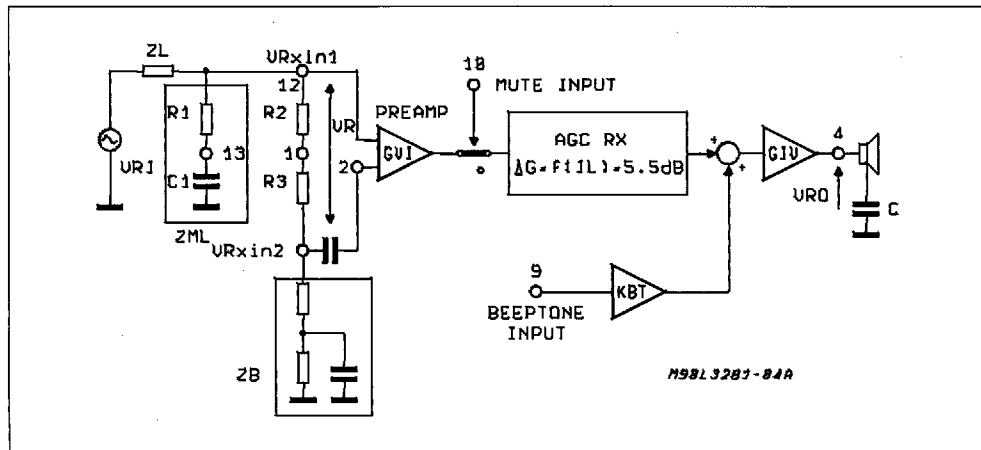 ZL
VRxin1
12
18
MUTE INPUT
R1
R2
VR
PREAMP
13
1
GVI
2
AGC RX
ΔG=F(IL)=5.5dB
+
+
GIV
4
VRI
C1
R3
VRO
C
ZML
VRxin2
9
KBT
BEEPTONE
INPUT
ZB
M98L3281-84A